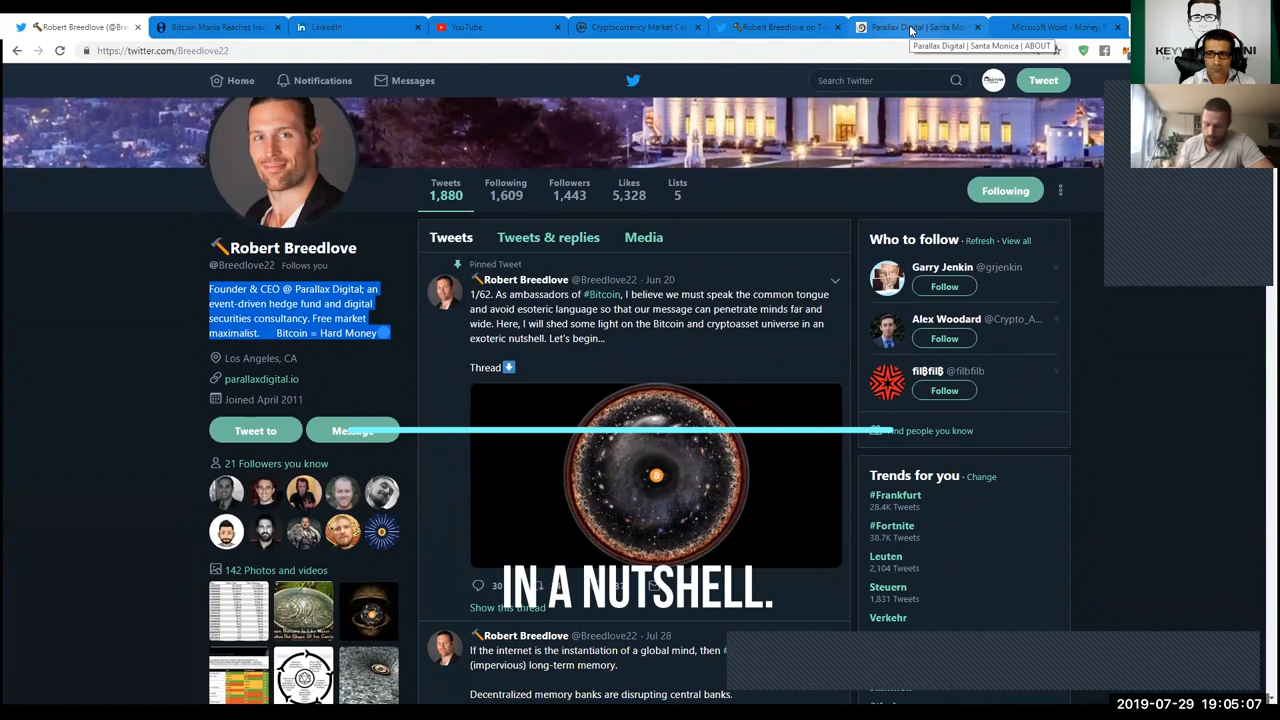 Robert Breedlove (@Bre
Bitcoin Mania Reaches Iran
LinkedIn
YouTube
Cryptocurrency Market Ca
Robert Breedlove on Tw
Parallax Digital | Santa Mo
Microsoft Word - Money, B
https://twitter.com/Breedlove22
Parallax Digital | Santa Monica | ABOUT
Home
Notifications
Messages
Search Twitter
Tweet
Tweets
1,880
Following
1,609
Followers
1,443
Likes
5,328
Lists
5
Following
Robert Breedlove
@Breedlove22 Follows you
Founder & CEO @ Parallax Digital; an
event-driven hedge fund and digital
securities consultancy. Free market
maximalist. Bitcoin = Hard Money
Los Angeles, CA
parallaxdigital.io
Joined April 2011
Tweet to
Message
21 Followers you know
142 Photos and videos
Tweets
Tweets & replies
Media
Pinned Tweet
Robert Breedlove @Breedlove22 · Jun 20
1/62. As ambassadors of #Bitcoin, I believe we must speak the common tongue
and avoid esoteric language so that our message can penetrate minds far and
wide. Here, I will shed some light on the Bitcoin and cryptoasset universe in an
exoteric nutshell. Let's begin...
Thread
IN A NUTSHELL.
Show this thread
Robert Breedlove @Breedlove22 · Jul 28
If the internet is the instantiation of a global mind, then #
(impervious) long-term memory.
Decentralized memory banks are disrupting central banks.
Who to follow · Refresh · View all
Garry Jenkin @grjenkin
Follow
Alex Woodard @Crypto_A...
Follow
filβfilβ @filbfilb
Follow
Find people you know
Trends for you · Change
#Frankfurt
28.4K Tweets
#Fortnite
38.7K Tweets
Leuten
2,104 Tweets
Steuern
1,831 Tweets
Verkehr
2019-07-29 19:05:07